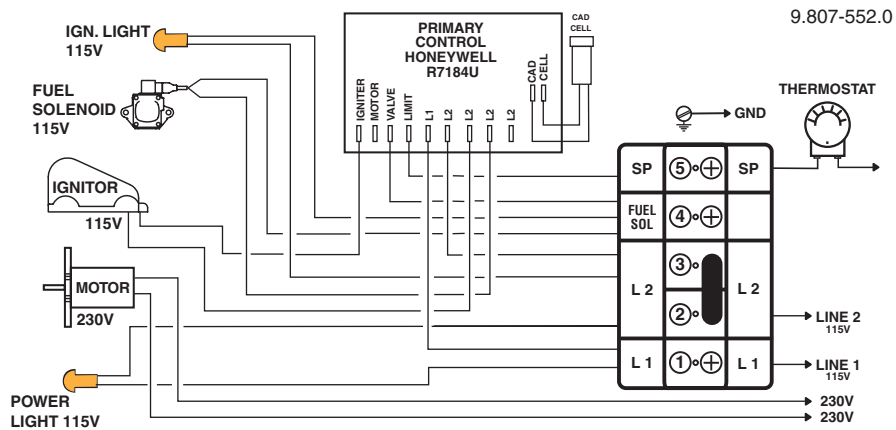 9.807-552.0
IGN. LIGHT
115V
PRIMARY
CONTROL
HONEYWELL
R7184U
CAD
CELL
IGNITER
MOTOR
VALVE
LIMIT
L1
L2
L2
L2
L2
CAD
CELL
FUEL
SOLENOID
115V
THERMOSTAT
GND
IGNITOR
115V
SP 5 SP
FUEL
SOL
4
3
L 2 L 2
2
L 1 1 L 1
MOTOR
230V
LINE 2
115V
LINE 1
115V
POWER
LIGHT 115V
230V
230V